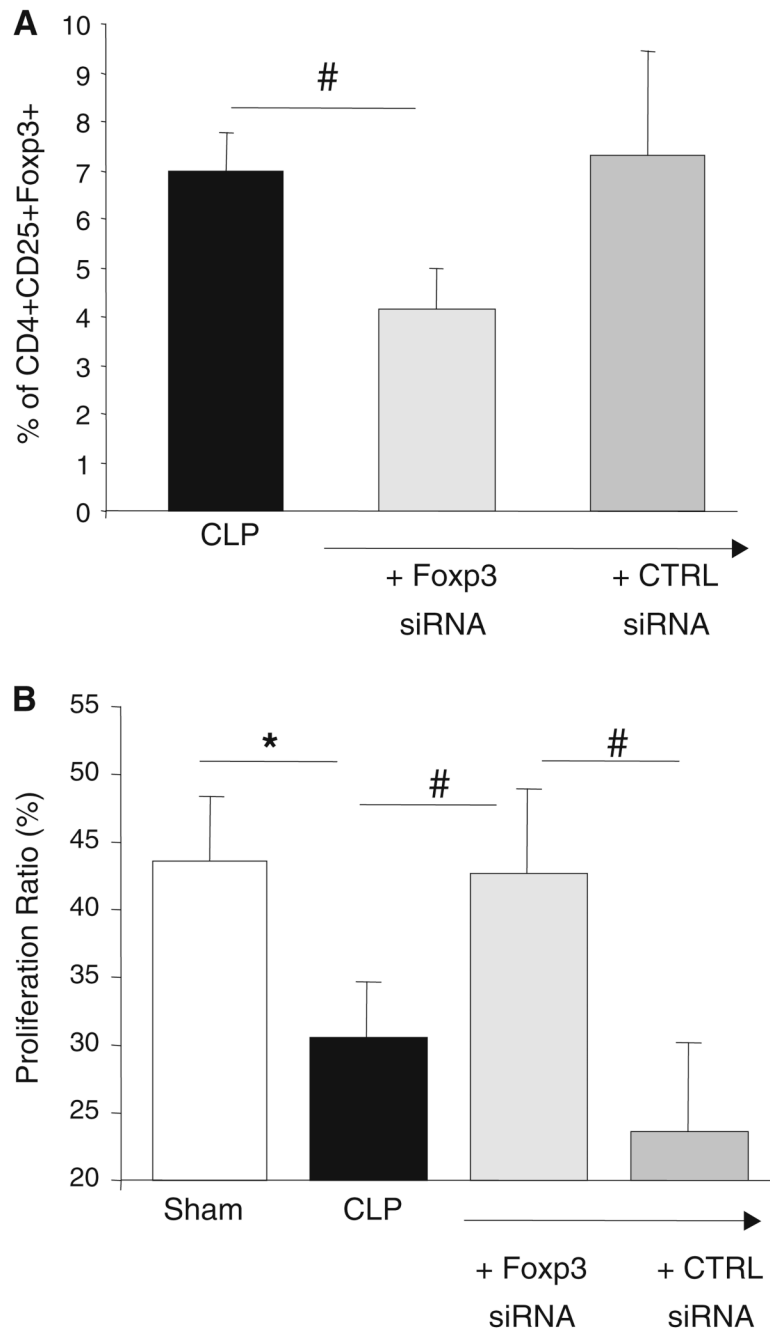 A
% of CD4+CD25+Foxp3+
10
9
8
7
6
5
4
3
2
1
0
#
CLP
+ Foxp3
siRNA
+ CTRL
siRNA
B
Proliferation Ratio (%)
55
50
45
40
35
30
25
20
*
#
#
Sham
CLP
+ Foxp3
siRNA
+ CTRL
siRNA